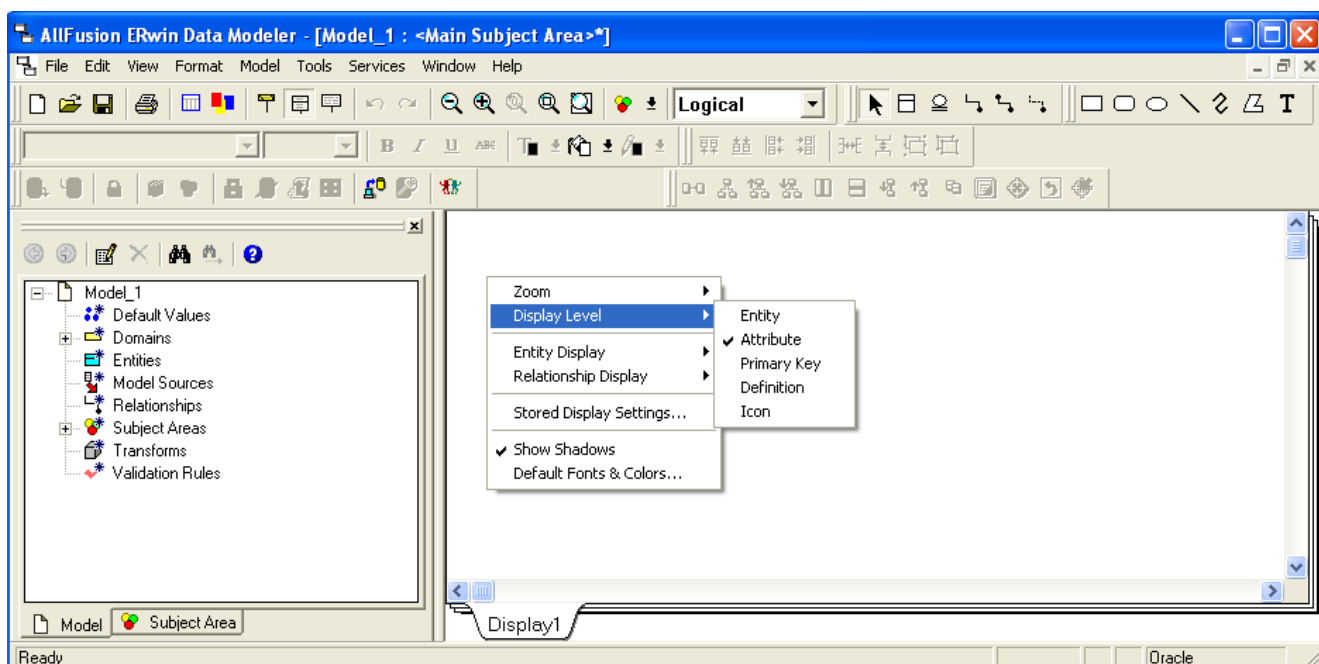 AllFusion ERwin Data Modeler - [Model_1 : <Main Subject Area>*]
File Edit View Format Model Tools Services Window Help
Logical
T
B I U ABC T
Model_1
Default Values
Domains
Entities
Model Sources
Relationships
Subject Areas
Transforms
Validation Rules
Zoom
Display Level
Entity Display
Relationship Display
Stored Display Settings...
Show Shadows
Default Fonts & Colors...
Entity
Attribute
Primary Key
Definition
Icon
Model Subject Area
Display1
Ready Oracle